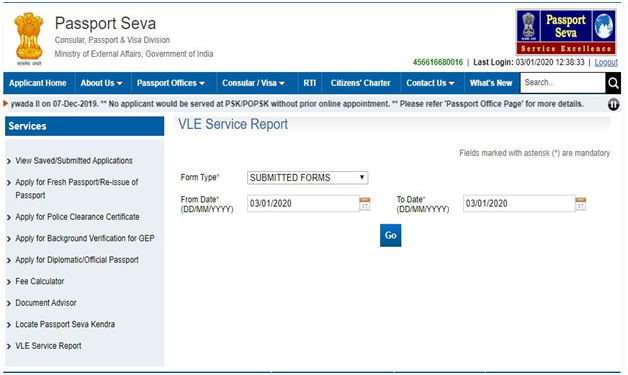 Passport Seva
Consular, Passport & Visa Division
Ministry of External Affairs, Government of India
Passport
Seva
Service Excellence
456616680016 | Last Login: 03/01/2020 12:38:33 | Logout
Applicant Home About Us Passport Offices Consular / Visa RTI Citizens' Charter Contact Us What's New Search...
ywada II on 07-Dec-2019. ** No applicant would be served at PSK/POPSK without prior online appointment. ** Please refer 'Passport Office Page' for more details.
Services
View Saved/Submitted Applications
Apply for Fresh Passport/Re-issue of
Passport
Apply for Police Clearance Certificate
Apply for Background Verification for GEP
Apply for Diplomatic/Official Passport
Fee Calculator
Document Advisor
Locate Passport Seva Kendra
VLE Service Report
VLE Service Report
Fields marked with asterisk (*) are mandatory
Form Type* SUBMITTED FORMS
From Date* 03/01/2020 To Date* 03/01/2020
(DD/MM/YYYY) (DD/MM/YYYY)
Go